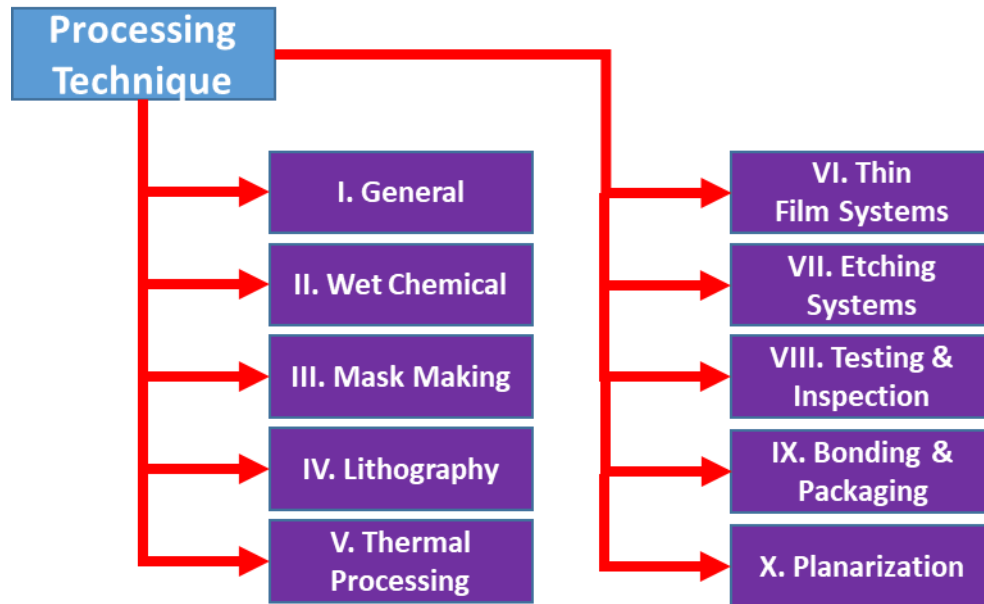 Processing
Technique
I. General
II. Wet Chemical
III. Mask Making
IV. Lithography
V. Thermal
Processing
VI. Thin
Film Systems
VII. Etching
Systems
VIII. Testing &
Inspection
IX. Bonding &
Packaging
X. Planarization